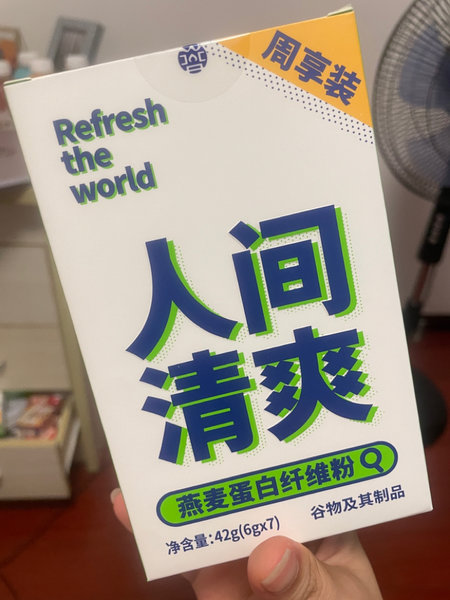 周享装
Refresh
the
world
人间
清爽
燕麦蛋白纤维粉
净含量:42g(6gx7)
谷物及其制品